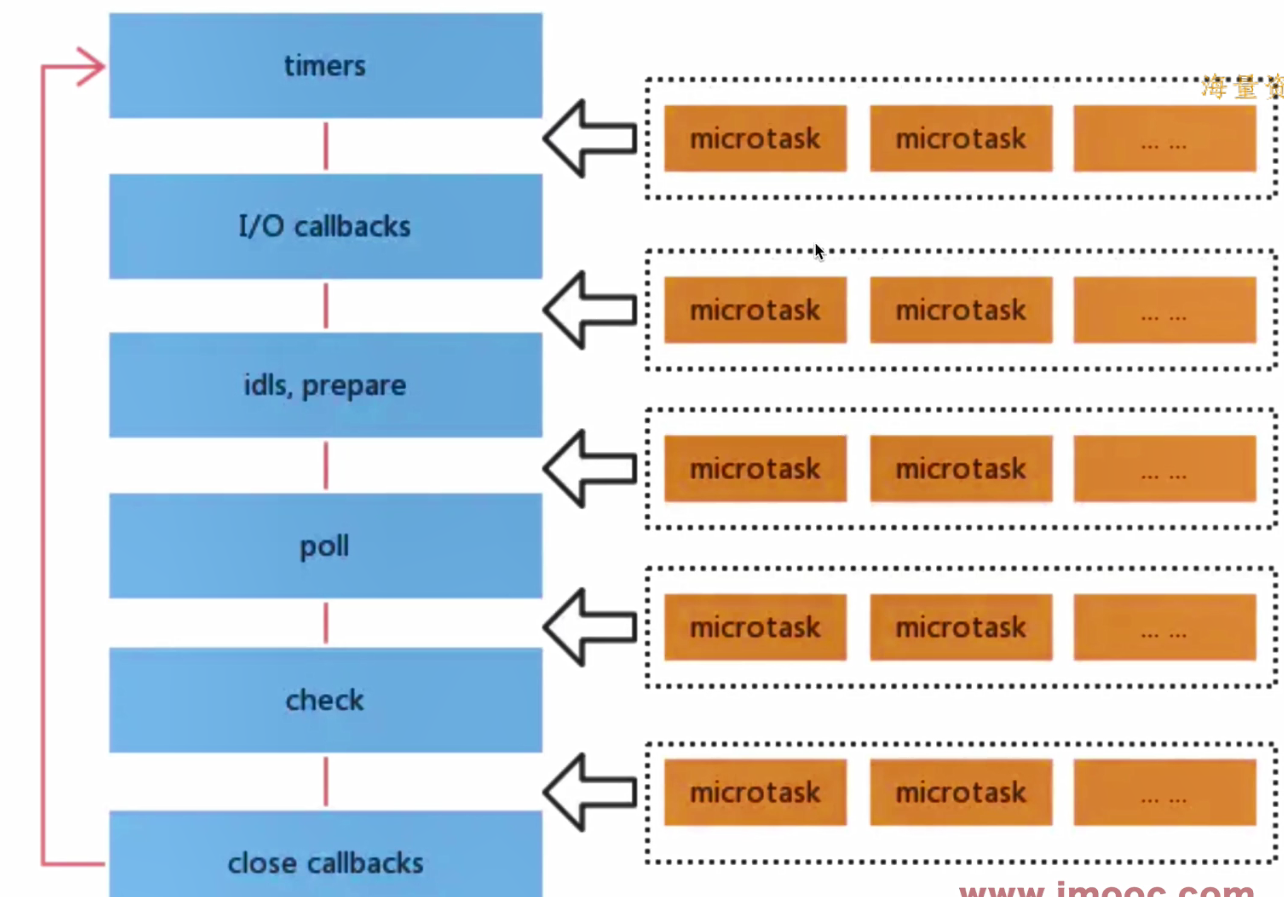 timers
海量资
microtask microtask ... ...
I/O callbacks
microtask microtask ... ...
idls, prepare
microtask microtask ... ...
poll
microtask microtask ... ...
check
microtask microtask ... ...
close callbacks
www.imooc.com